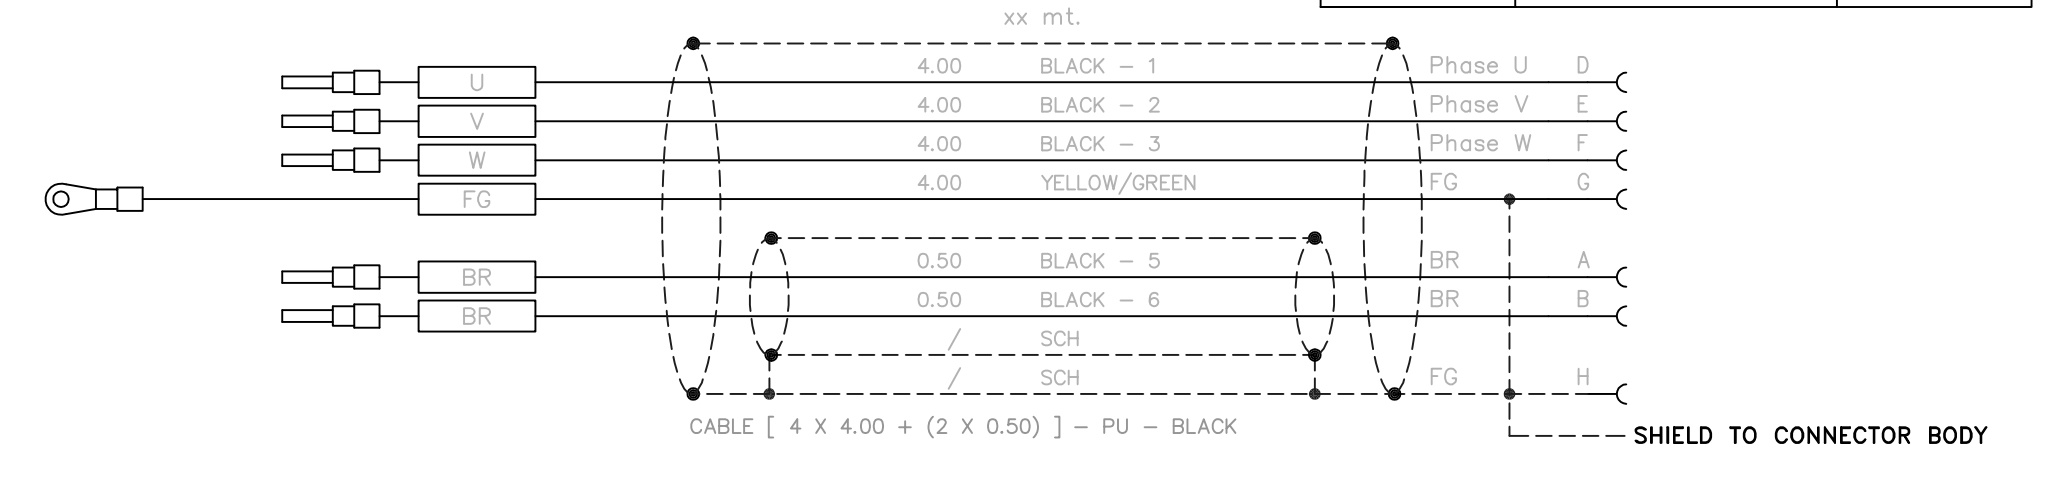 xx mt.
U 4.00 BLACK - 1 Phase U D
V 4.00 BLACK - 2 Phase V E
W 4.00 BLACK - 3 Phase W F
FG 4.00 YELLOW/GREEN FG G
BR 0.50 BLACK - 5 BR A
BR 0.50 BLACK - 6 BR B
/ SCH
/ SCH FG H
CABLE [ 4 X 4.00 + (2 X 0.50) ] - PU - BLACK
SHIELD TO CONNECTOR BODY